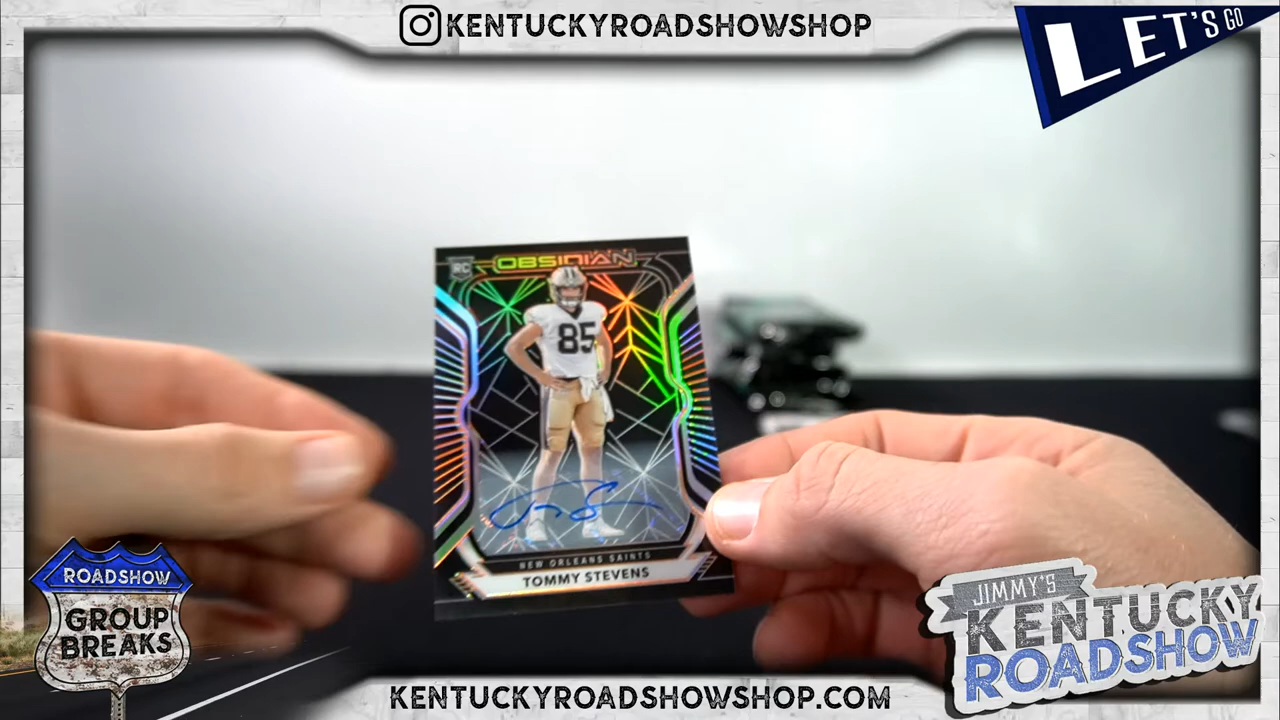 KENTUCKYROADSHOWSHOP
LET'S GO
RC
OBSIDIAN
85
NEW ORLEANS SAINTS
TOMMY STEVENS
ROADSHOW
GROUP
BREAKS
JIMMY'S
KENTUCKY
ROADSHOW
KENTUCKYROADSHOWSHOP.COM